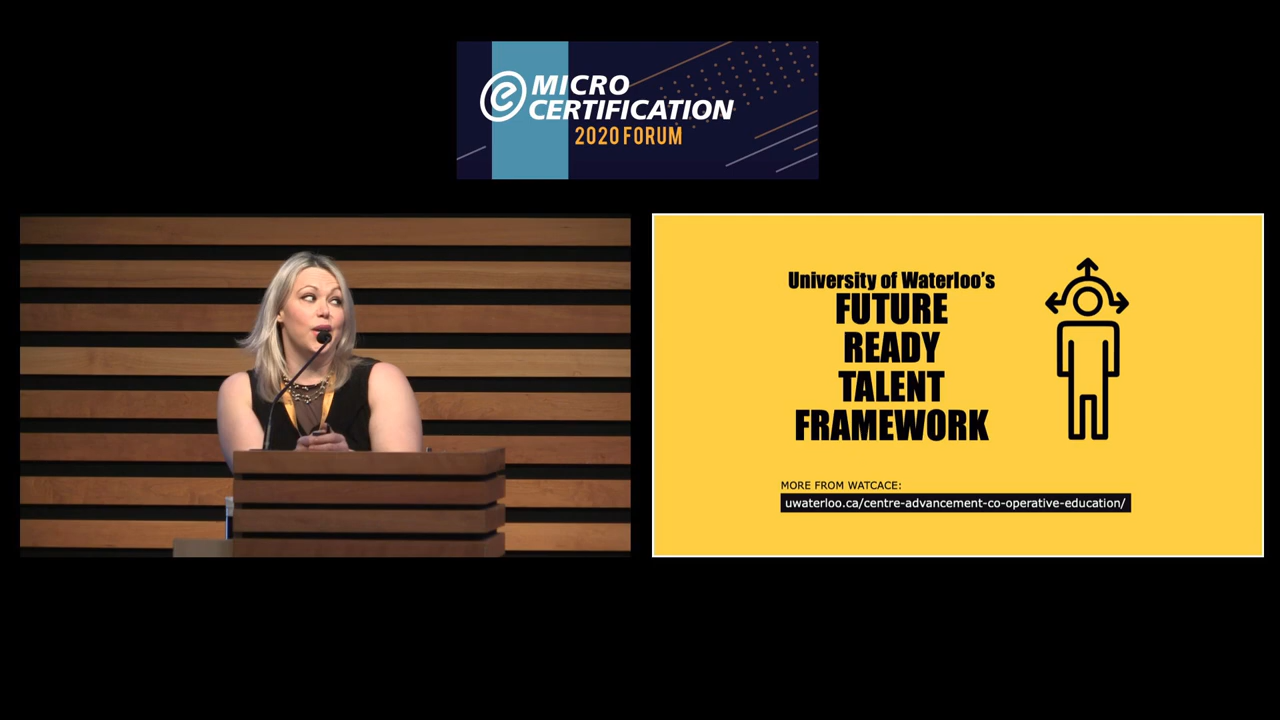 MICRO
CERTIFICATION
2020 FORUM
University of Waterloo's
FUTURE
READY
TALENT
FRAMEWORK
MORE FROM WATCACE:
uwaterloo.ca/centre-advancement-co-operative-education/